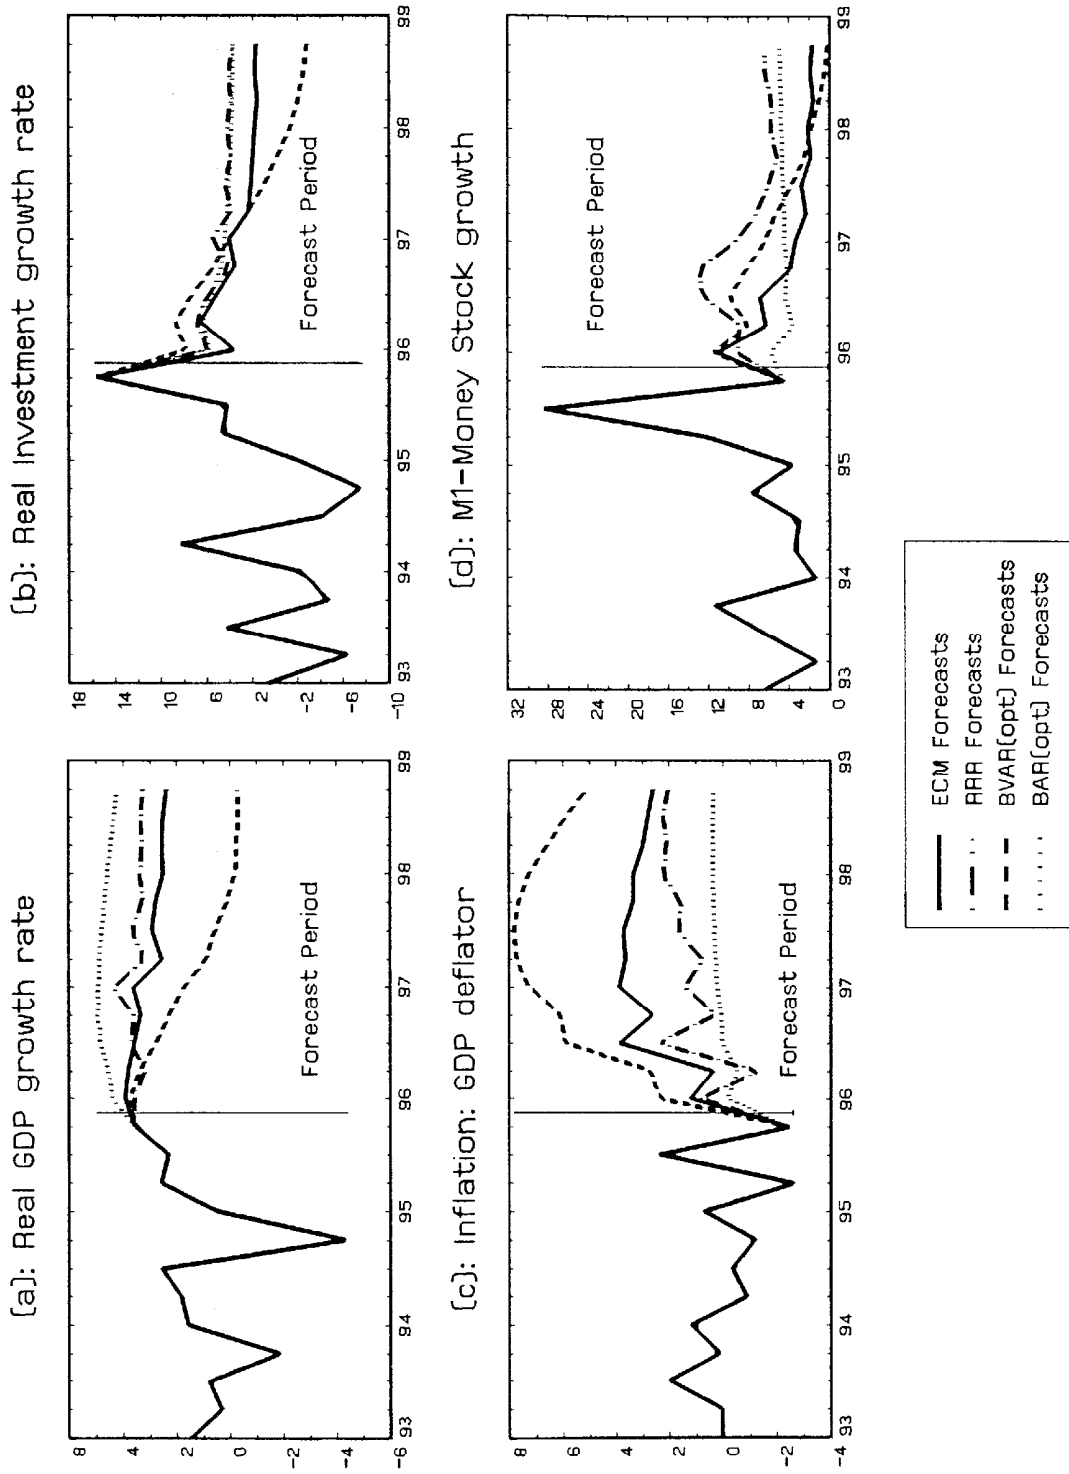 (a): Real GDP growth rate
8
6
4
2
0
-2
-4
-6
Forecast Period
93 94 95 96 97 98 99
(b): Real Investment growth rate
18
14
10
6
2
-2
-6
-10
Forecast Period
93 94 95 96 97 98 99
(c): Inflation: GDP deflator
8
6
4
2
0
-2
-4
Forecast Period
93 94 95 96 97 98 99
(d): M1-Money Stock growth
32
28
24
20
16
12
8
4
0
Forecast Period
93 94 95 96 97 98 99
ECM Forecasts
RRR Forecasts
BVAR(opt) Forecasts
BAR(opt) Forecasts